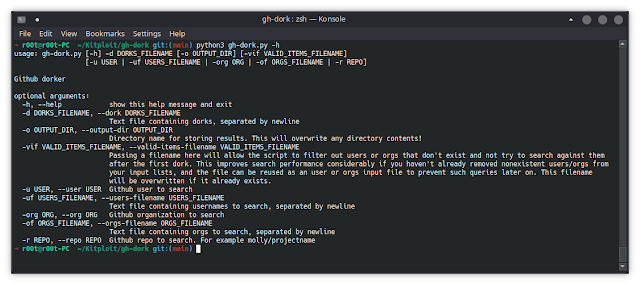 gh-dork : zsh — Konsole
File Edit View Bookmarks Settings Help
→ r00t@r00t-PC ~/Kitploit/gh-dork git:(main) python3 gh-dork.py -h
usage: gh-dork.py [-h] -d DORKS_FILENAME [-o OUTPUT_DIR] [-vif VALID_ITEMS_FILENAME]
[-u USER | -uf USERS_FILENAME | -org ORG | -of ORGS_FILENAME | -r REPO]
Github dorker
optional arguments:
-h, --help show this help message and exit
-d DORKS_FILENAME, --dork DORKS_FILENAME
Text file containing dorks, separated by newline
-o OUTPUT_DIR, --output-dir OUTPUT_DIR
Directory name for storing results. This will overwrite any directory contents!
-vif VALID_ITEMS_FILENAME, --valid-items-filename VALID_ITEMS_FILENAME
Passing a filename here will allow the script to filter out users or orgs that don't exist and not try to search against them
after the first dork. This improves search performance considerably if you haven't already removed nonexistent users/orgs from
your input lists, and the file can be reused as an user or orgs input file to prevent such queries later on. This filename
will be overwritten if it already exists.
-u USER, --user USER Github user to search
-uf USERS_FILENAME, --users-filename USERS_FILENAME
Text file containing usernames to search, separated by newline
-org ORG, --org ORG Github organization to search
-of ORGS_FILENAME, --orgs-filename ORGS_FILENAME
Text file containing orgs to search, separated by newline
-r REPO, --repo REPO Github repo to search. For example molly/projectname
→ r00t@r00t-PC ~/Kitploit/gh-dork git:(main)